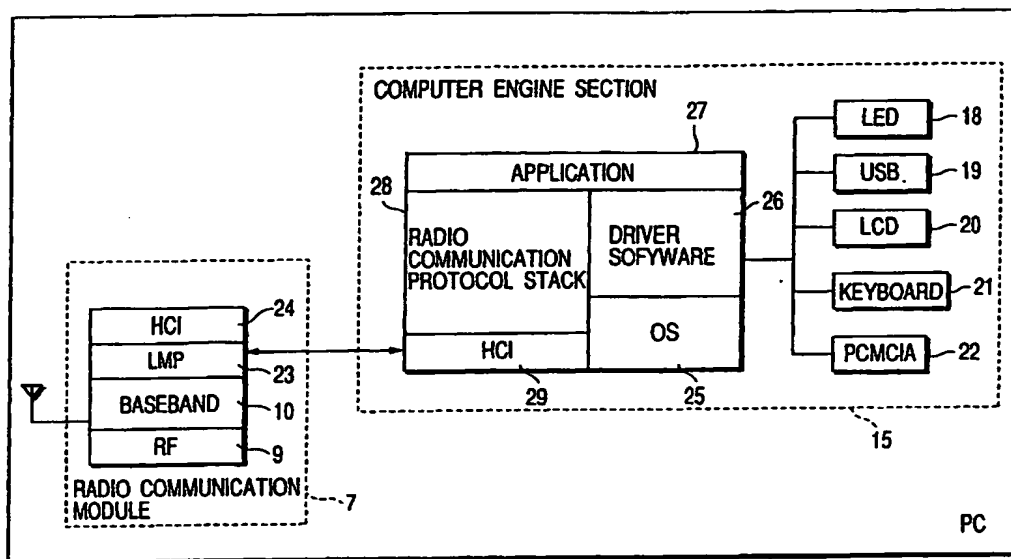 COMPUTER ENGINE SECTION
27
APPLICATION
28
RADIO
COMMUNICATION
PROTOCOL STACK
26
DRIVER
SOFYWARE
HCI
29
OS
25
LED
18
USB.
19
LCD
20
KEYBOARD
21
PCMCIA
22
15
HCI
24
LMP
23
BASEBAND
10
RF
9
RADIO COMMUNICATION
MODULE
7
PC